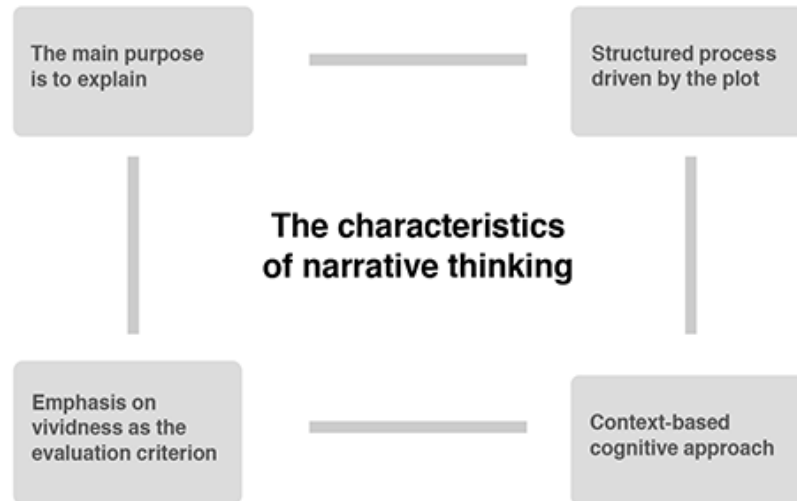 The main purpose
is to explain
Structured process
driven by the plot
The characteristics
of narrative thinking
Emphasis on
vividness as the
evaluation criterion
Context-based
cognitive approach